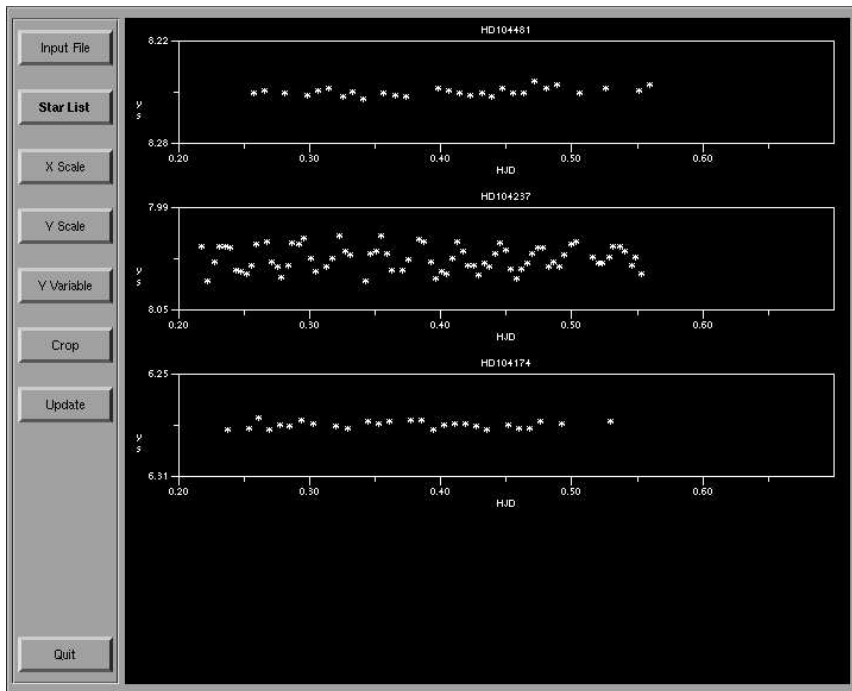 Input File
Star List
X Scale
Y Scale
Y Variable
Crop
Update
Quit
HD104481
8.22
y
s
8.28
0.20 0.30 0.40 0.50 0.60
HJD
HD104237
7.99
y
s
8.05
0.20 0.30 0.40 0.50 0.60
HJD
HD104174
6.25
y
s
6.31
0.20 0.30 0.40 0.50 0.60
HJD